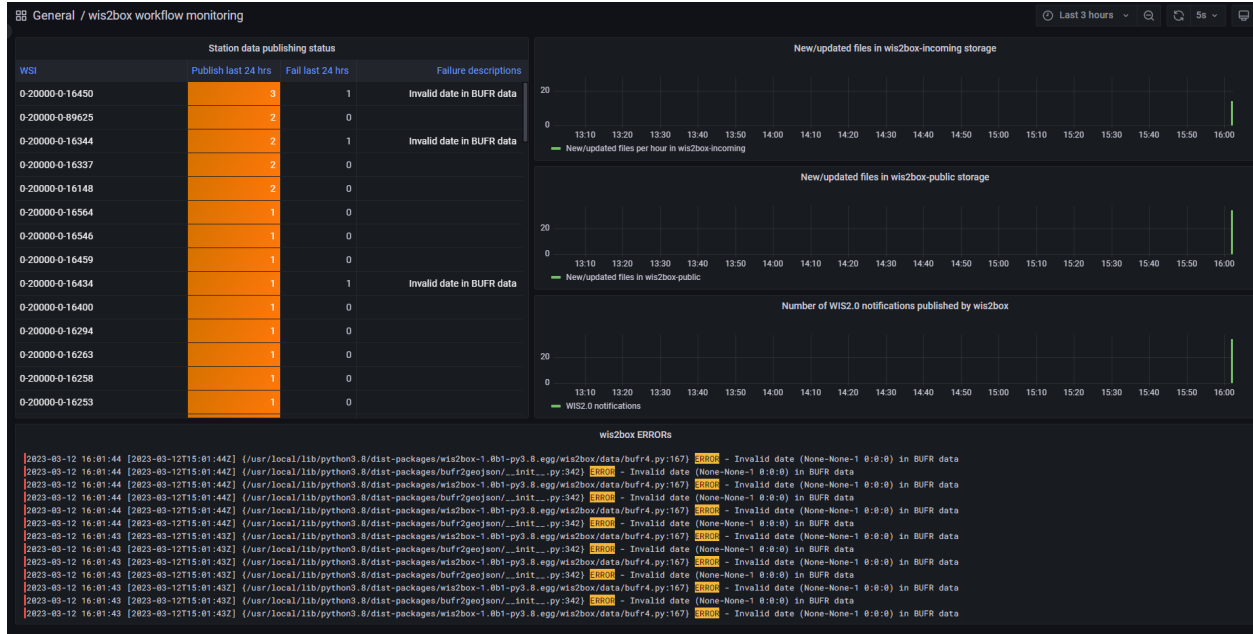 General / wis2box workflow monitoring
Last 3 hours
5s
Station data publishing status
WSI Publish last 24 hrs Fail last 24 hrs Failure descriptions
0-20000-0-16450 3 1 Invalid date in BUFR data
0-20000-0-89625 2 0
0-20000-0-16344 2 1 Invalid date in BUFR data
0-20000-0-16337 2 0
0-20000-0-16148 2 0
0-20000-0-16564 1 0
0-20000-0-16546 1 0
0-20000-0-16459 1 0
0-20000-0-16434 1 1 Invalid date in BUFR data
0-20000-0-16400 1 0
0-20000-0-16294 1 0
0-20000-0-16263 1 0
0-20000-0-16258 1 0
0-20000-0-16253 1 0
New/updated files in wis2box-incoming storage
20
0
13:10 13:20 13:30 13:40 13:50 14:00 14:10 14:20 14:30 14:40 14:50 15:00 15:10 15:20 15:30 15:40 15:50 16:00
New/updated files per hour in wis2box-incoming
New/updated files in wis2box-public storage
20
0
13:10 13:20 13:30 13:40 13:50 14:00 14:10 14:20 14:30 14:40 14:50 15:00 15:10 15:20 15:30 15:40 15:50 16:00
New/updated files in wis2box-public
Number of WIS2.0 notifications published by wis2box
20
0
13:10 13:20 13:30 13:40 13:50 14:00 14:10 14:20 14:30 14:40 14:50 15:00 15:10 15:20 15:30 15:40 15:50 16:00
WIS2.0 notifications
wis2box ERRORs
2023-03-12 16:01:44 [2023-03-12T15:01:44Z] {/usr/local/lib/python3.8/dist-packages/wis2box-1.0b1-py3.8.egg/wis2box/data/bufr4.py:167} ERROR - Invalid date (None-None-1 0:0:0) in BUFR data
2023-03-12 16:01:44 [2023-03-12T15:01:44Z] {/usr/local/lib/python3.8/dist-packages/bufr2geojson/__init__.py:342} ERROR - Invalid date (None-None-1 0:0:0) in BUFR data
2023-03-12 16:01:44 [2023-03-12T15:01:44Z] {/usr/local/lib/python3.8/dist-packages/wis2box-1.0b1-py3.8.egg/wis2box/data/bufr4.py:167} ERROR - Invalid date (None-None-1 0:0:0) in BUFR data
2023-03-12 16:01:44 [2023-03-12T15:01:44Z] {/usr/local/lib/python3.8/dist-packages/bufr2geojson/__init__.py:342} ERROR - Invalid date (None-None-1 0:0:0) in BUFR data
2023-03-12 16:01:44 [2023-03-12T15:01:44Z] {/usr/local/lib/python3.8/dist-packages/wis2box-1.0b1-py3.8.egg/wis2box/data/bufr4.py:167} ERROR - Invalid date (None-None-1 0:0:0) in BUFR data
2023-03-12 16:01:44 [2023-03-12T15:01:44Z] {/usr/local/lib/python3.8/dist-packages/bufr2geojson/__init__.py:342} ERROR - Invalid date (None-None-1 0:0:0) in BUFR data
2023-03-12 16:01:43 [2023-03-12T15:01:43Z] {/usr/local/lib/python3.8/dist-packages/wis2box-1.0b1-py3.8.egg/wis2box/data/bufr4.py:167} ERROR - Invalid date (None-None-1 0:0:0) in BUFR data
2023-03-12 16:01:43 [2023-03-12T15:01:43Z] {/usr/local/lib/python3.8/dist-packages/bufr2geojson/__init__.py:342} ERROR - Invalid date (None-None-1 0:0:0) in BUFR data
2023-03-12 16:01:43 [2023-03-12T15:01:43Z] {/usr/local/lib/python3.8/dist-packages/wis2box-1.0b1-py3.8.egg/wis2box/data/bufr4.py:167} ERROR - Invalid date (None-None-1 0:0:0) in BUFR data
2023-03-12 16:01:43 [2023-03-12T15:01:43Z] {/usr/local/lib/python3.8/dist-packages/bufr2geojson/__init__.py:342} ERROR - Invalid date (None-None-1 0:0:0) in BUFR data
2023-03-12 16:01:43 [2023-03-12T15:01:43Z] {/usr/local/lib/python3.8/dist-packages/wis2box-1.0b1-py3.8.egg/wis2box/data/bufr4.py:167} ERROR - Invalid date (None-None-1 0:0:0) in BUFR data
2023-03-12 16:01:43 [2023-03-12T15:01:43Z] {/usr/local/lib/python3.8/dist-packages/bufr2geojson/__init__.py:342} ERROR - Invalid date (None-None-1 0:0:0) in BUFR data
2023-03-12 16:01:43 [2023-03-12T15:01:43Z] {/usr/local/lib/python3.8/dist-packages/wis2box-1.0b1-py3.8.egg/wis2box/data/bufr4.py:167} ERROR - Invalid date (None-None-1 0:0:0) in BUFR data